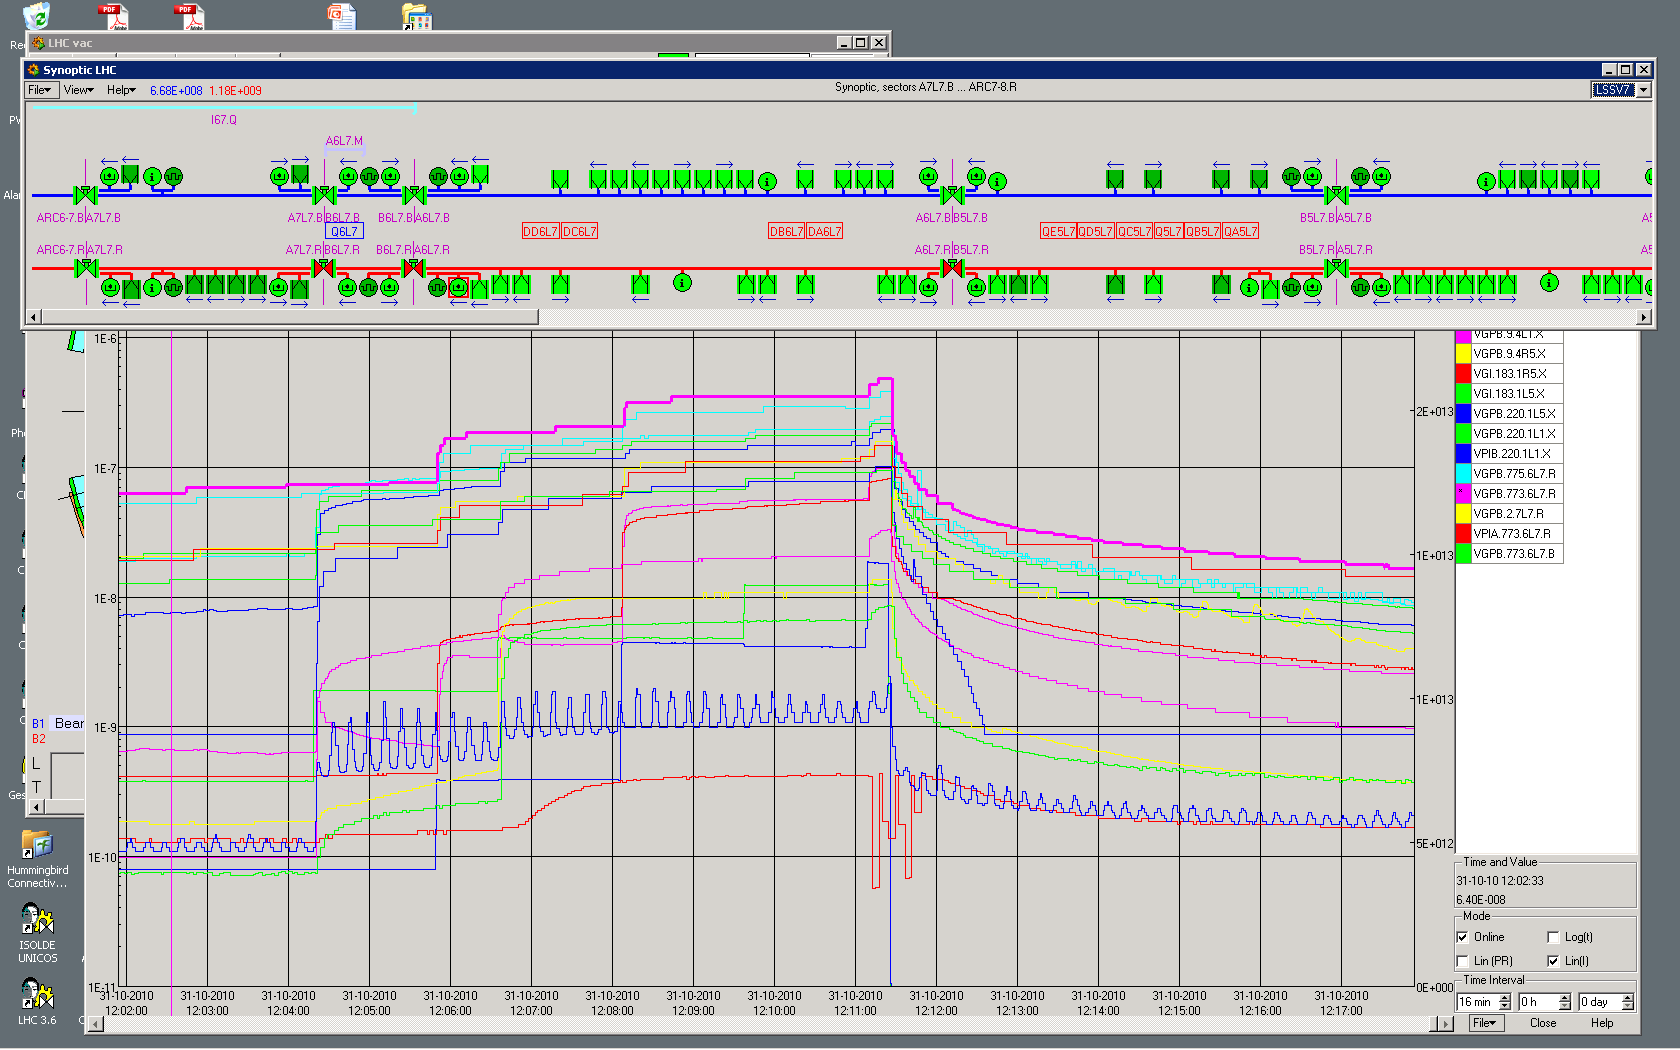 LHC vac
Synoptic LHC
File View Help 6.68E+008 1.18E+009
Synoptic, sectors A7L7.B ... ARC7-8.R
LSSV7
I67.Q
A6L7.M
ARC6-7.B A7L7.B A7L7.B B6L7.B B6L7.B A6L7.B A6L7.B B5L7.B B5L7.B A5L7.B
Q6L7 DD6L7 DC6L7 DB6L7 DA6L7 QE5L7 QD5L7 QC5L7 Q5L7 QB5L7 QA5L7
ARC6-7.R A7L7.R A7L7.R B6L7.R B6L7.R A6L7.R A6L7.R B5L7.R B5L7.R A5L7.R
1E-6
1E-7
1E-8
1E-9
1E-10
1E-11
2E+013
1E+013
1E+013
5E+012
0E+000
VGPB.9.4L1.X
VGPB.9.4R5.X
VGI.183.1R5.X
VGI.183.1L5.X
VGPB.220.1L5.X
VGPB.220.1L1.X
VPIB.220.1L1.X
VGPB.775.6L7.R
VGPB.773.6L7.R
VGPB.2.7L7.R
VPIA.773.6L7.R
VGPB.773.6L7.B
B1 Bear
B2
L
T
31-10-2010 31-10-2010 31-10-2010 31-10-2010 31-10-2010 31-10-2010 31-10-2010 31-10-2010 31-10-2010 31-10-2010 31-10-2010 31-10-2010 31-10-2010 31-10-2010 31-10-2010 31-10-2010
12:02:00 12:03:00 12:04:00 12:05:00 12:06:00 12:07:00 12:08:00 12:09:00 12:10:00 12:11:00 12:12:00 12:13:00 12:14:00 12:15:00 12:16:00 12:17:00
Time and Value
31-10-10 12:02:33
6.40E-008
Mode
Online Log(t)
Lin (PR) Lin(I)
Time Interval
16 min 0 h 0 day
File Close Help
Hummingbird
Connectiv...
ISOLDE
UNICOS
LHC 3.6